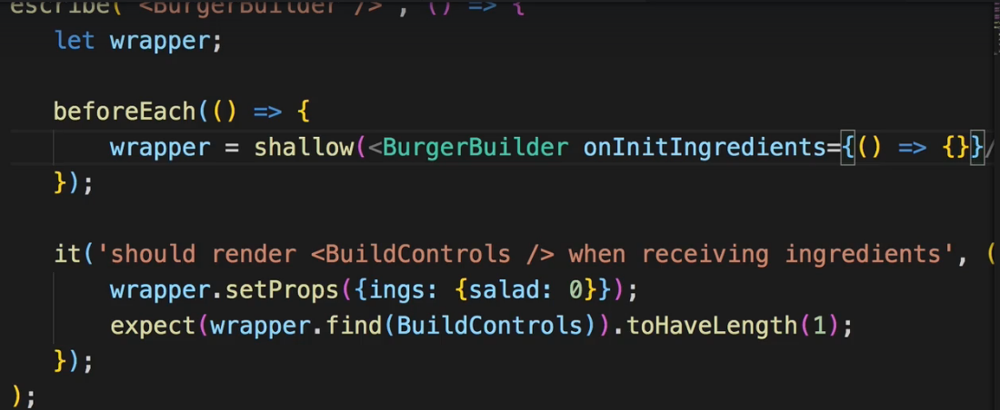 escribe('<BurgerBuilder />', () => {
let wrapper;
beforeEach(() => {
wrapper = shallow(<BurgerBuilder onInitIngredients={() => {}}/
});
it('should render <BuildControls /> when receiving ingredients', (
wrapper.setProps({ings: {salad: 0}});
expect(wrapper.find(BuildControls)).toHaveLength(1);
});
);